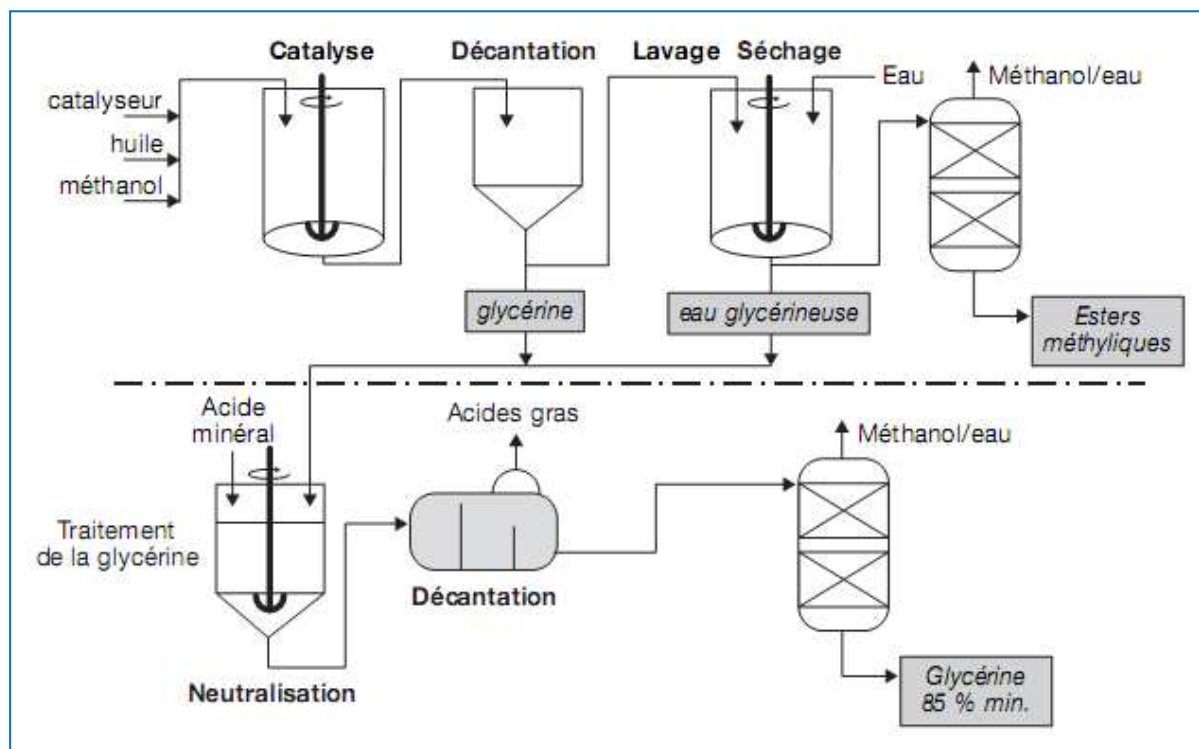 Catalyse
Décantation
Lavage
Séchage
catalyseur
huile
méthanol
Eau
Méthanol/eau
glycérine
eau glycérineuse
Esters
méthyliques
Acide
minéral
Acides gras
Méthanol/eau
Traitement
de la glycérine
Décantation
Neutralisation
Glycérine
85 % min.